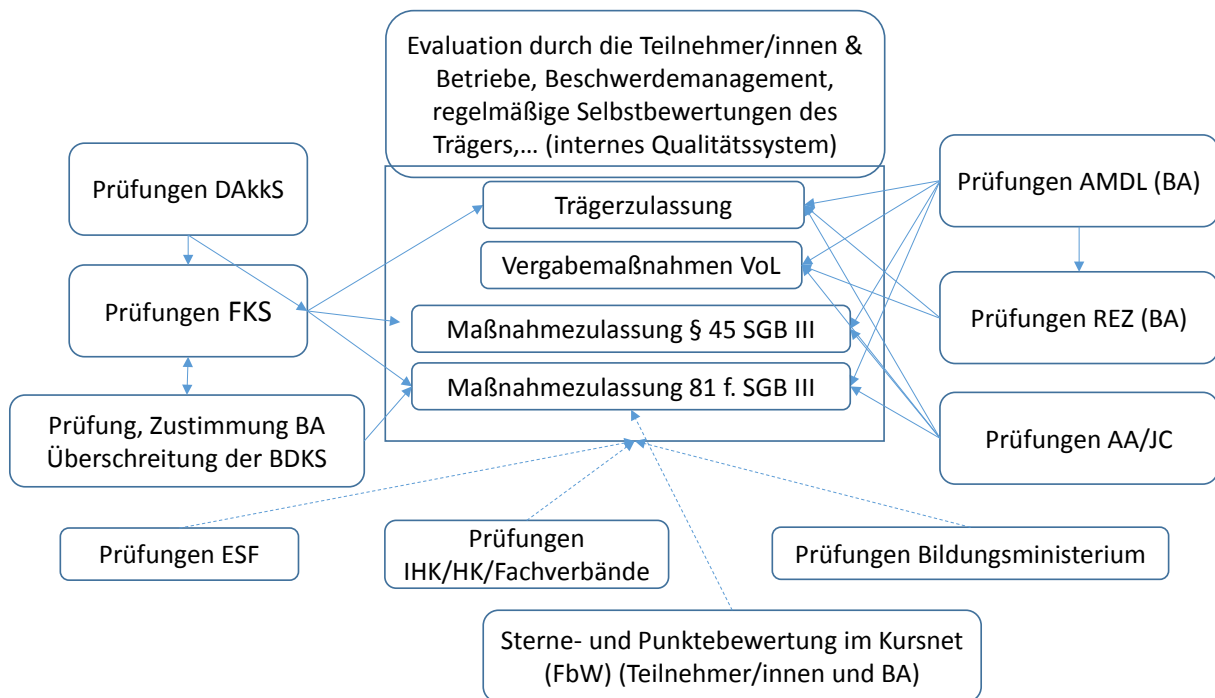 Evaluation durch die Teilnehmer/innen &
Betriebe, Beschwerdemanagement,
regelmäßige Selbstbewertungen des
Trägers,... (internes Qualitätssystem)
Prüfungen DAkkS
Prüfungen AMDL (BA)
Trägerzulassung
Vergabemaßnahmen VoL
Prüfungen FKS
Prüfungen REZ (BA)
Maßnahmezulassung § 45 SGB III
Maßnahmezulassung 81 f. SGB III
Prüfung, Zustimmung BA
Überschreitung der BDKS
Prüfungen AA/JC
Prüfungen ESF
Prüfungen
IHK/HK/Fachverbände
Prüfungen Bildungsministerium
Sterne- und Punktebewertung im Kursnet
(FbW) (Teilnehmer/innen und BA)